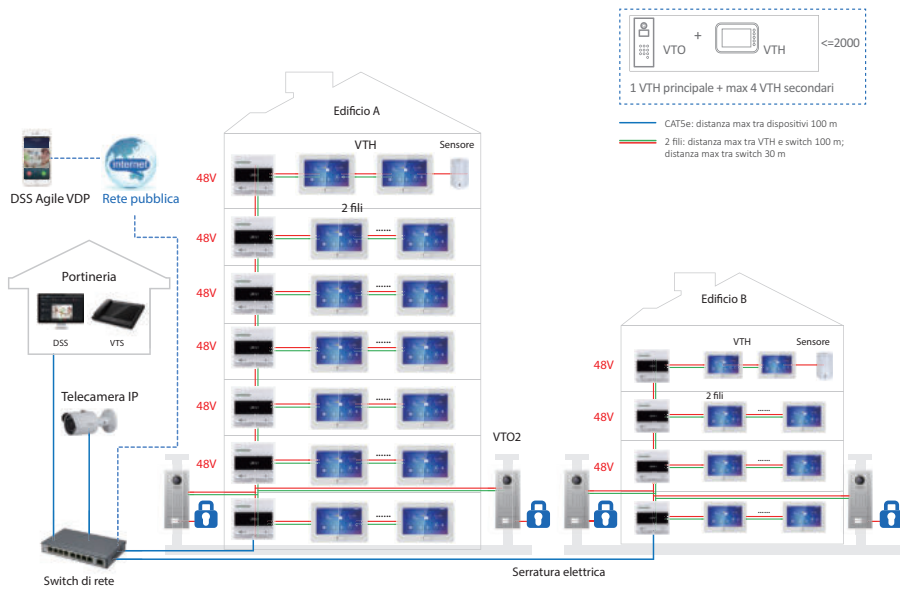 VTO
+
VTH
<=2000
1 VTH principale + max 4 VTH secondari
CAT5e: distanza max tra dispositivi 100 m
2 fili: distanza max tra VTH e switch 100 m;
distanza max tra switch 30 m
Edificio A
VTH
Sensore
48V
2 fili
......
48V
......
48V
......
48V
......
48V
......
48V
......
VTO2
internet
DSS Agile VDP
Rete pubblica
Portineria
DSS
VTS
Telecamera IP
Switch di rete
Edificio B
VTH
Sensore
48V
2 fili
......
48V
......
48V
......
Serratura elettrica